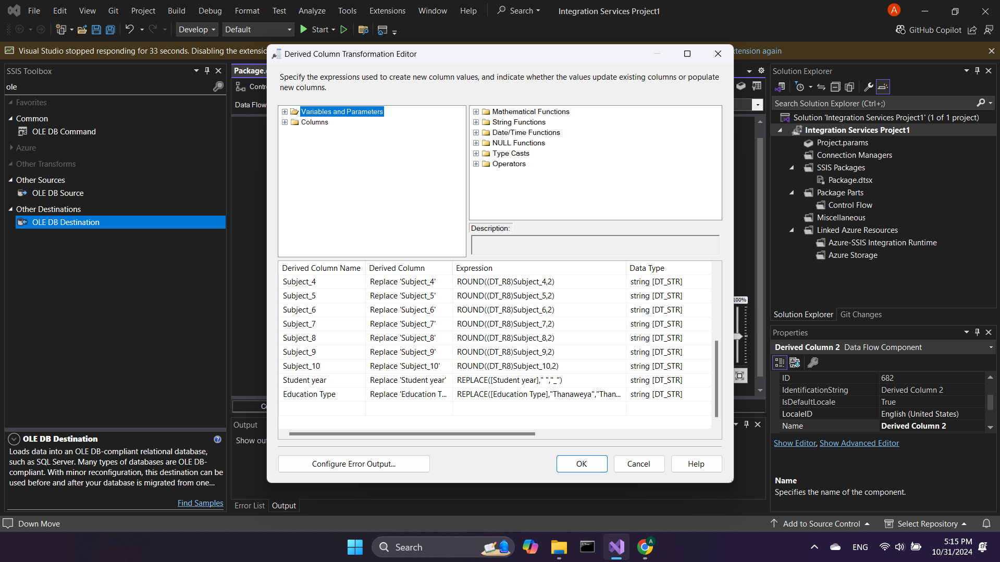 File Edit View Git Project Build Debug Format Test Analyze Tools Extensions Window Help Search Integration Services Project1 A
Develop Default Start GitHub Copilot
Visual Studio stopped responding for 33 seconds. Disabling the extensio
xtension again
SSIS Toolbox
ole
Favorites
Common
OLE DB Command
Azure
Other Transforms
Other Sources
OLE DB Source
Other Destinations
OLE DB Destination
OLE DB Destination
Loads data into an OLE DB-compliant relational database,
such as SQL Server. Many types of databases are OLE DB-
compliant. With minor reconfiguration, this destination can be
used before and after your database is migrated from one...
Find Samples
Package.
Contr
Data Flow
Derived Column Transformation Editor
Specify the expressions used to create new column values, and indicate whether the values update existing columns or populate
new columns.
Variables and Parameters
Columns
Mathematical Functions
String Functions
Date/Time Functions
NULL Functions
Type Casts
Operators
Description:
Derived Column Name Derived Column Expression Data Type
Subject_4 Replace 'Subject_4' ROUND((DT_R8)Subject_4,2) string [DT_STR]
Subject_5 Replace 'Subject_5' ROUND((DT_R8)Subject_5,2) string [DT_STR]
Subject_6 Replace 'Subject_6' ROUND((DT_R8)Subject_6,2) string [DT_STR]
Subject_7 Replace 'Subject_7' ROUND((DT_R8)Subject_7,2) string [DT_STR]
Subject_8 Replace 'Subject_8' ROUND((DT_R8)Subject_8,2) string [DT_STR]
Subject_9 Replace 'Subject_9' ROUND((DT_R8)Subject_9,2) string [DT_STR]
Subject_10 Replace 'Subject_10' ROUND((DT_R8)Subject_10,2) string [DT_STR]
Student year Replace 'Student year' REPLACE([Student year]," ","_") string [DT_STR]
Education Type Replace 'Education T... REPLACE([Education Type],"Thanaweya","Than... string [DT_STR]
Configure Error Output... OK Cancel Help
100%
Output
Show ou
Error List Output
Solution Explorer
Search Solution Explorer (Ctrl+;)
Solution 'Integration Services Project1' (1 of 1 project)
Integration Services Project1
Project.params
Connection Managers
SSIS Packages
Package.dtsx
Package Parts
Control Flow
Miscellaneous
Linked Azure Resources
Azure-SSIS Integration Runtime
Azure Storage
Solution Explorer Git Changes
Properties
Derived Column 2 Data Flow Component
ID 682
IdentificationString Derived Column 2
IsDefaultLocale True
LocaleID English (United States)
Name Derived Column 2
Show Editor, Show Advanced Editor
Name
Specifies the name of the component.
Down Move Add to Source Control Select Repository
Search ENG 5:15 PM
10/31/2024